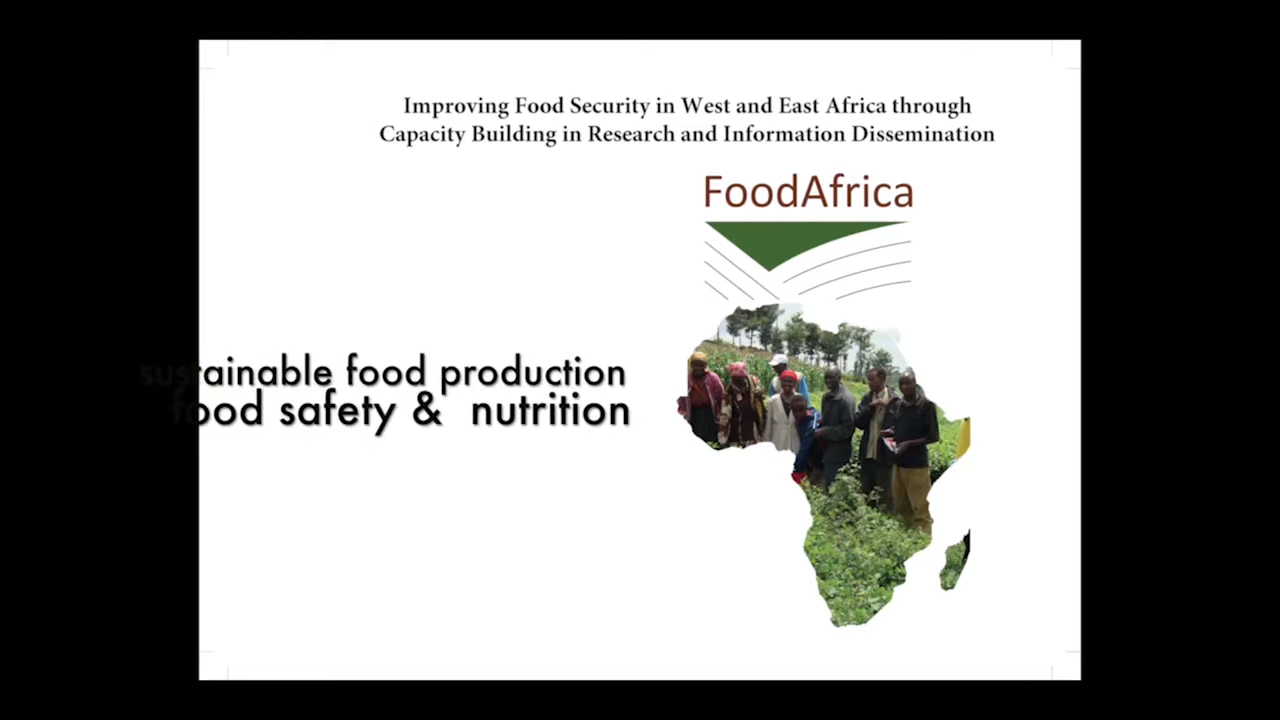 Improving Food Security in West and East Africa through
Capacity Building in Research and Information Dissemination
FoodAfrica
sustainable food production
food safety & nutrition